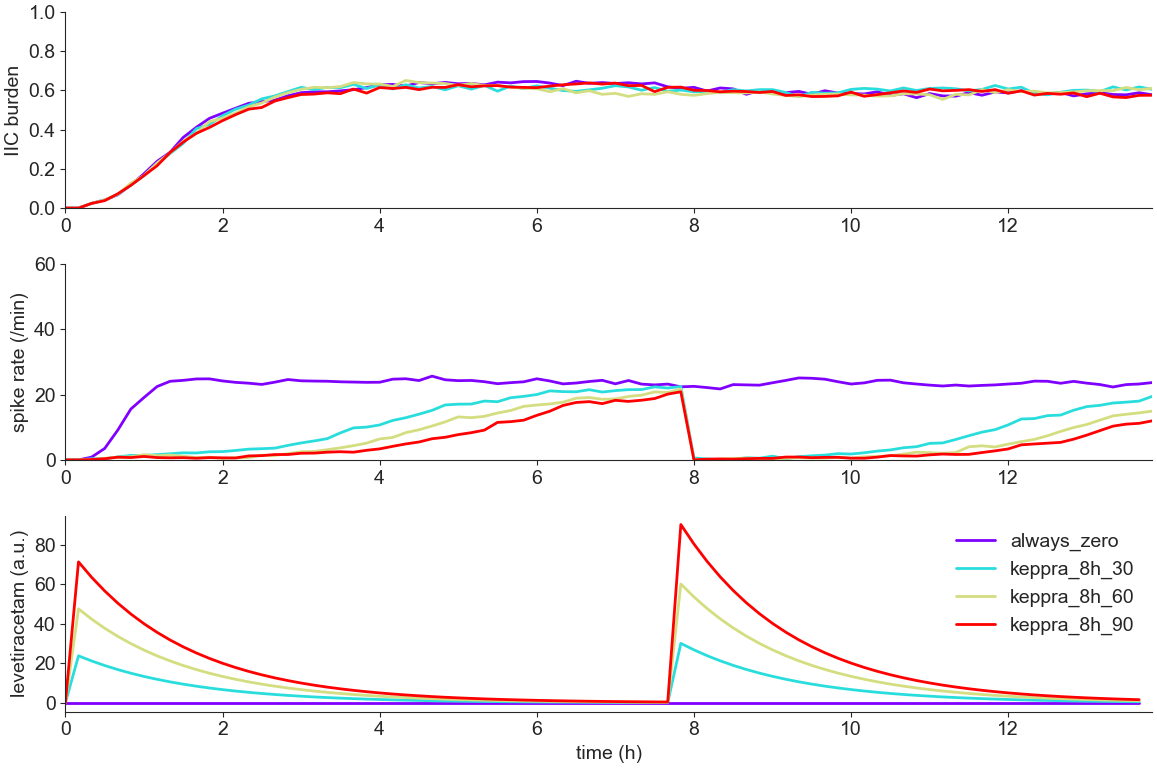 IIC burden
1.0
0.8
0.6
0.4
0.2
0.0
0 2 4 6 8 10 12
spike rate (/min)
60
40
20
0
0 2 4 6 8 10 12
levetiracetam (a.u.)
80
60
40
20
0
always_zero
keppra_8h_30
keppra_8h_60
keppra_8h_90
0 2 4 6 8 10 12
time (h)